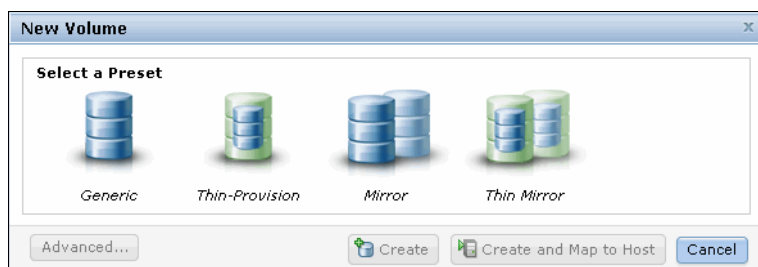 New Volume x
Select a Preset
Generic Thin-Provision Mirror Thin Mirror
Advanced... Create Create and Map to Host Cancel